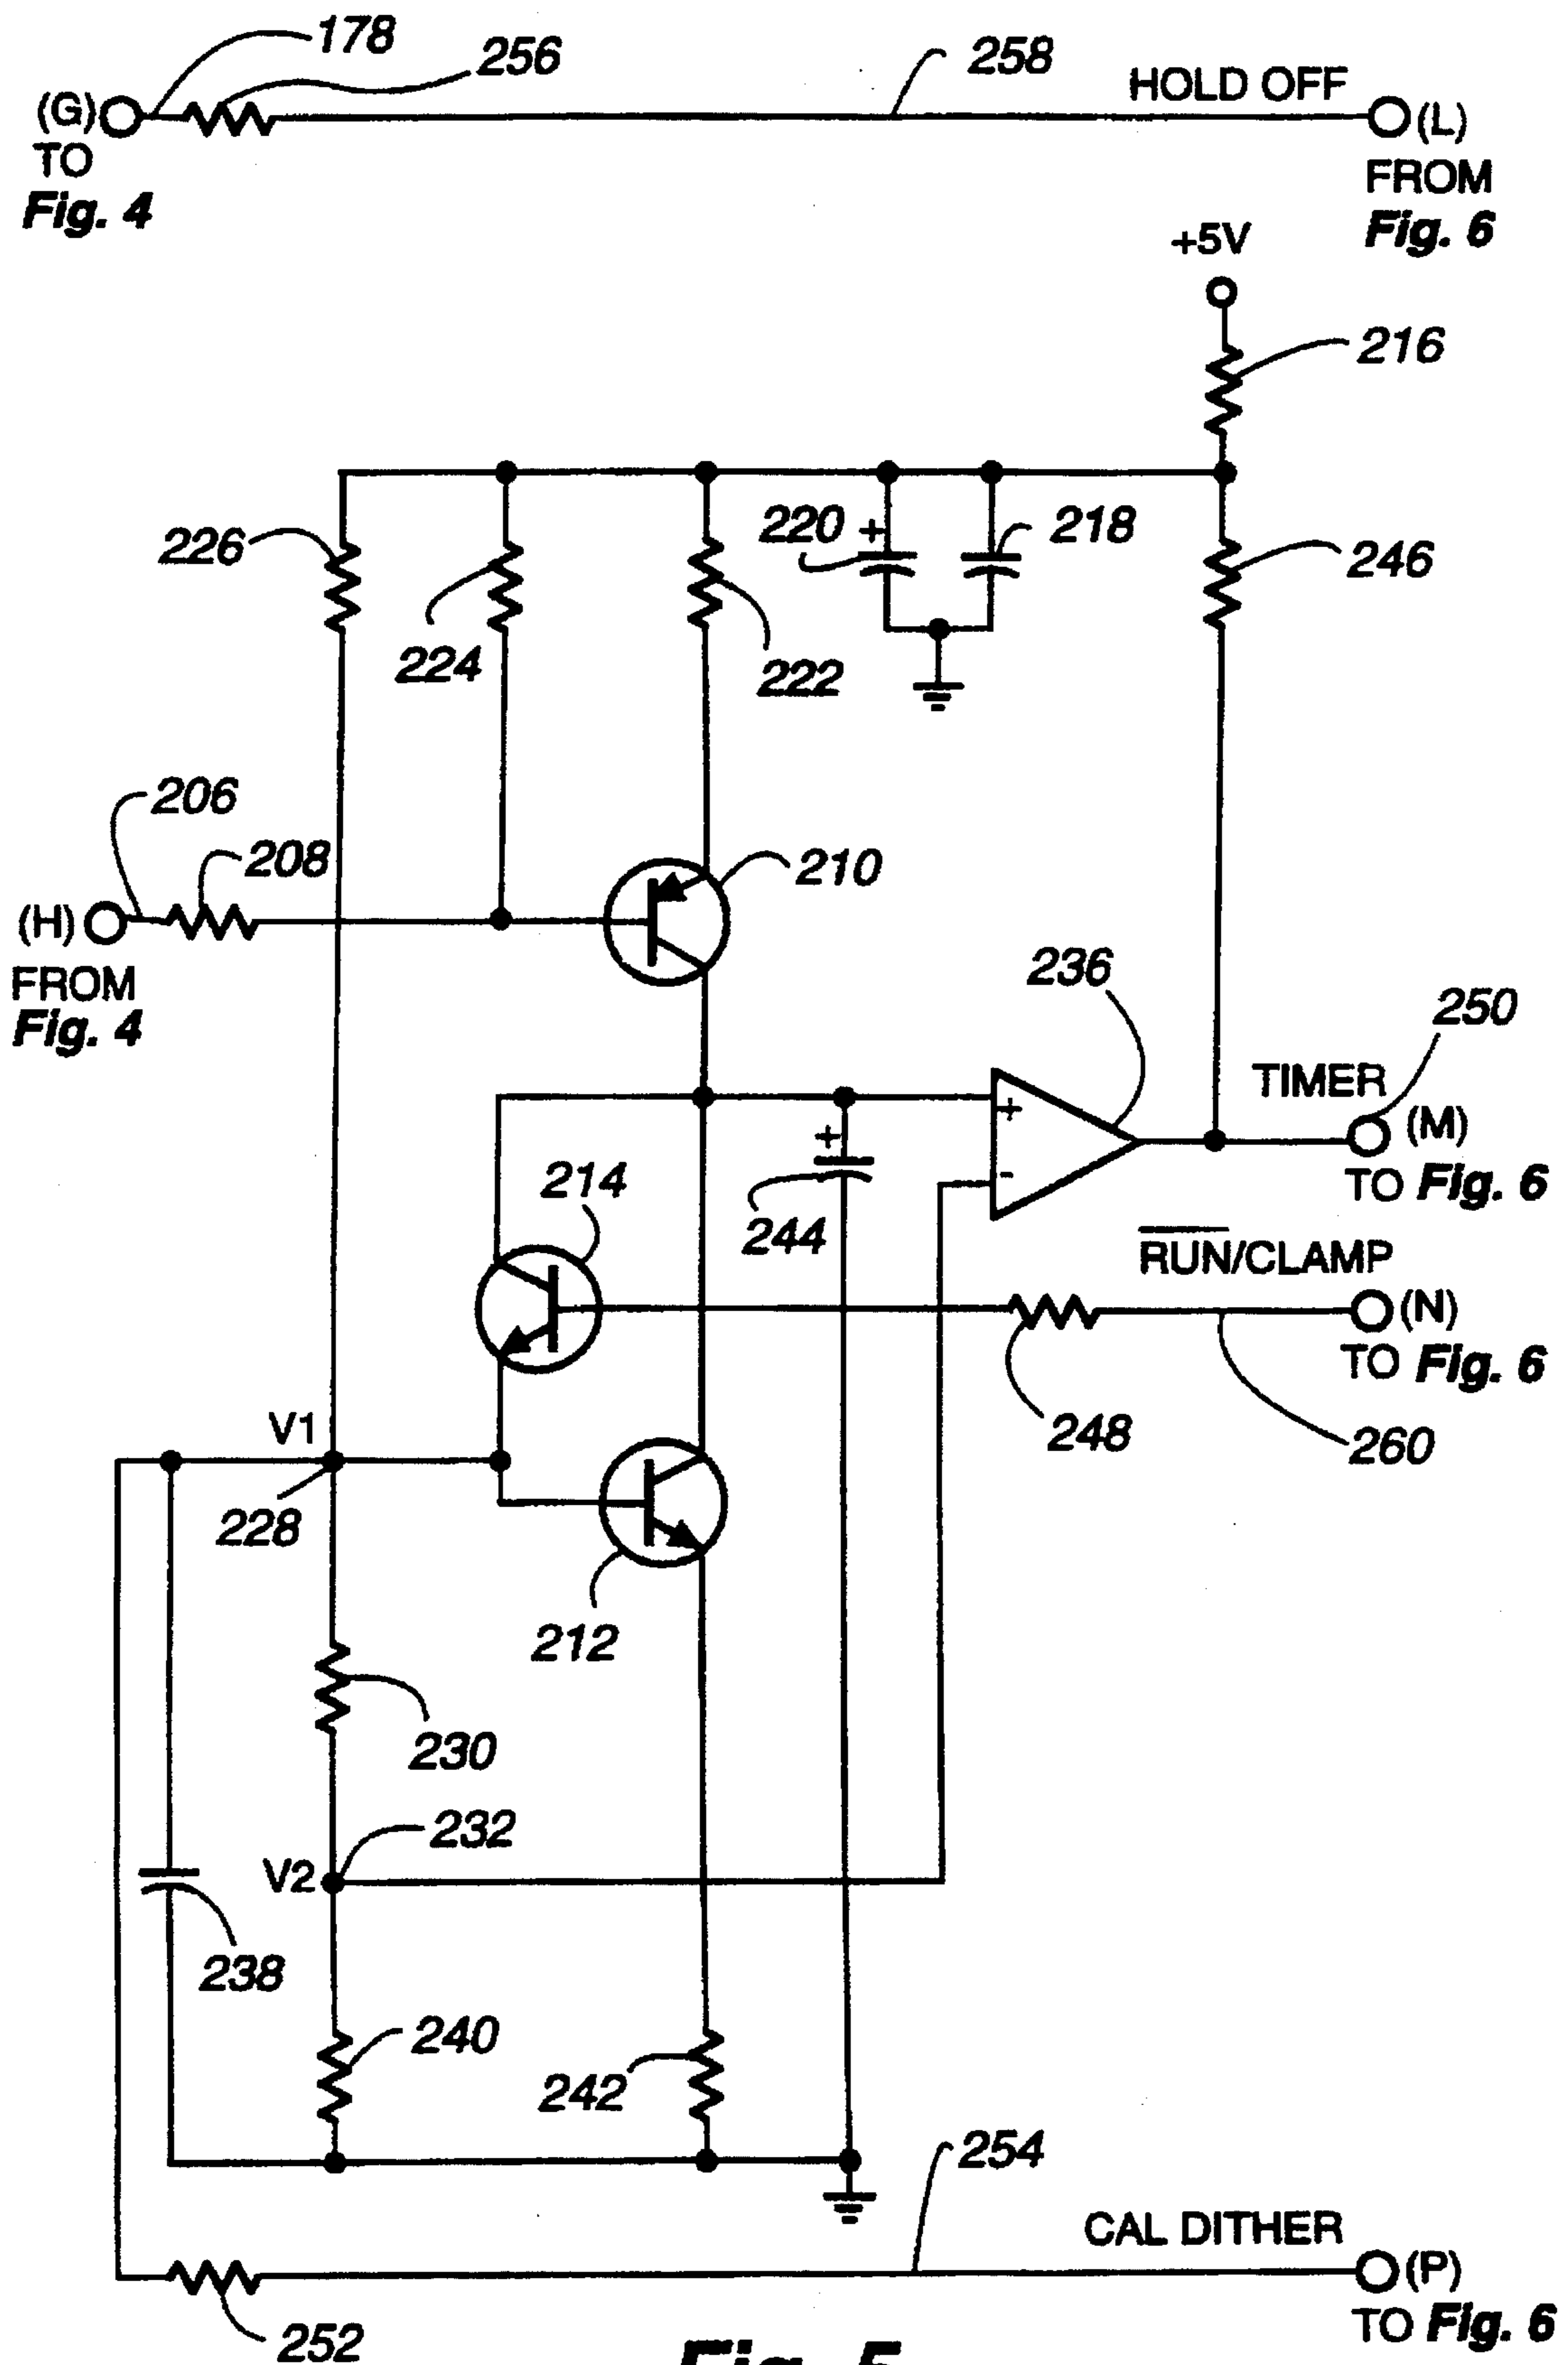 178
256
258
HOLD OFF
(G)
TO
Fig. 4
(L)
FROM
Fig. 6
+5V
216
226
224
222
220
+
218
246
206
208
210
(H)
FROM
Fig. 4
236
250
TIMER
(M)
TO Fig. 6
+
-
+
214
244
RUN/CLAMP
(N)
TO Fig. 6
248
260
V1
228
212
230
232
V2
238
240
242
254
CAL DITHER
(P)
TO Fig. 6
252
Fig. 5